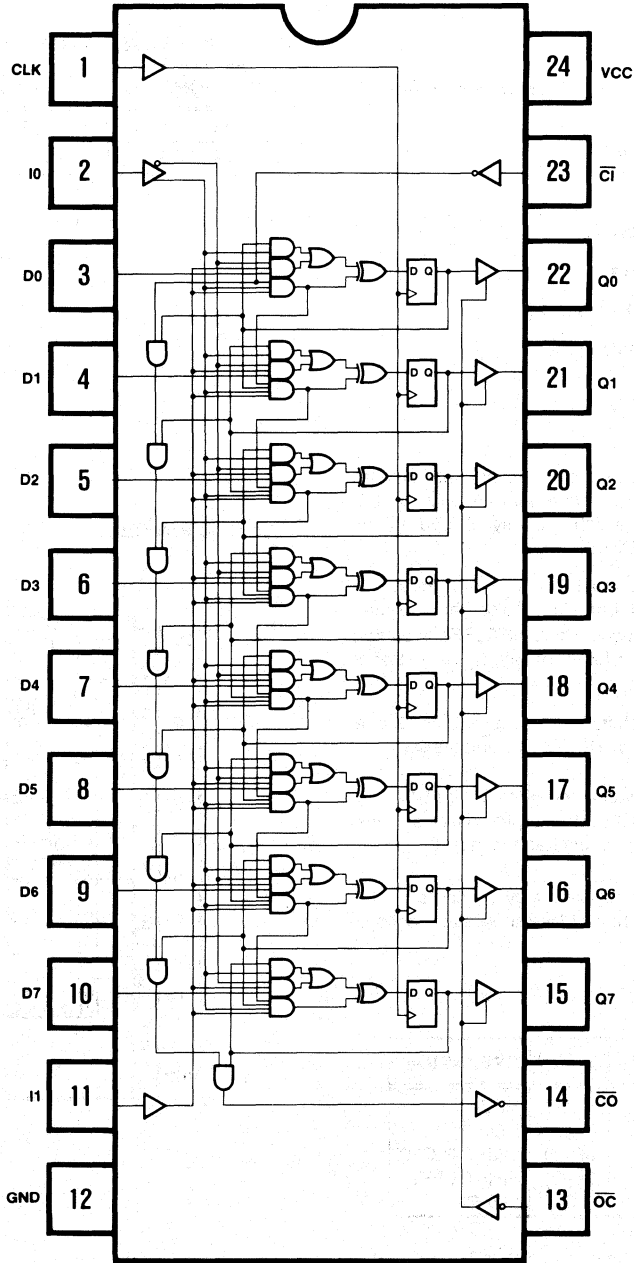 CLK 1 24 VCC
I0 2 23 CI
D0 3 D Q 22 Q0
D1 4 D Q 21 Q1
D2 5 D Q 20 Q2
D3 6 D Q 19 Q3
D4 7 D Q 18 Q4
D5 8 D Q 17 Q5
D6 9 D Q 16 Q6
D7 10 D Q 15 Q7
I1 11 14 CO
GND 12 13 OC